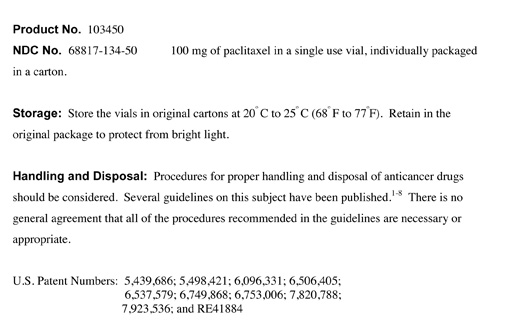 Product No. 103450
NDC No. 68817-134-50 100 mg of paclitaxel in a single use vial, individually packaged
in a carton.
Storage: Store the vials in original cartons at 20°C to 25°C (68°F to 77°F). Retain in the
original package to protect from bright light.
Handling and Disposal: Procedures for proper handling and disposal of anticancer drugs
should be considered. Several guidelines on this subject have been published.1-8 There is no
general agreement that all of the procedures recommended in the guidelines are necessary or
appropriate.
U.S. Patent Numbers: 5,439,686; 5,498,421; 6,096,331; 6,506,405;
6,537,579; 6,749,868; 6,753,006; 7,820,788;
7,923,536; and RE41884